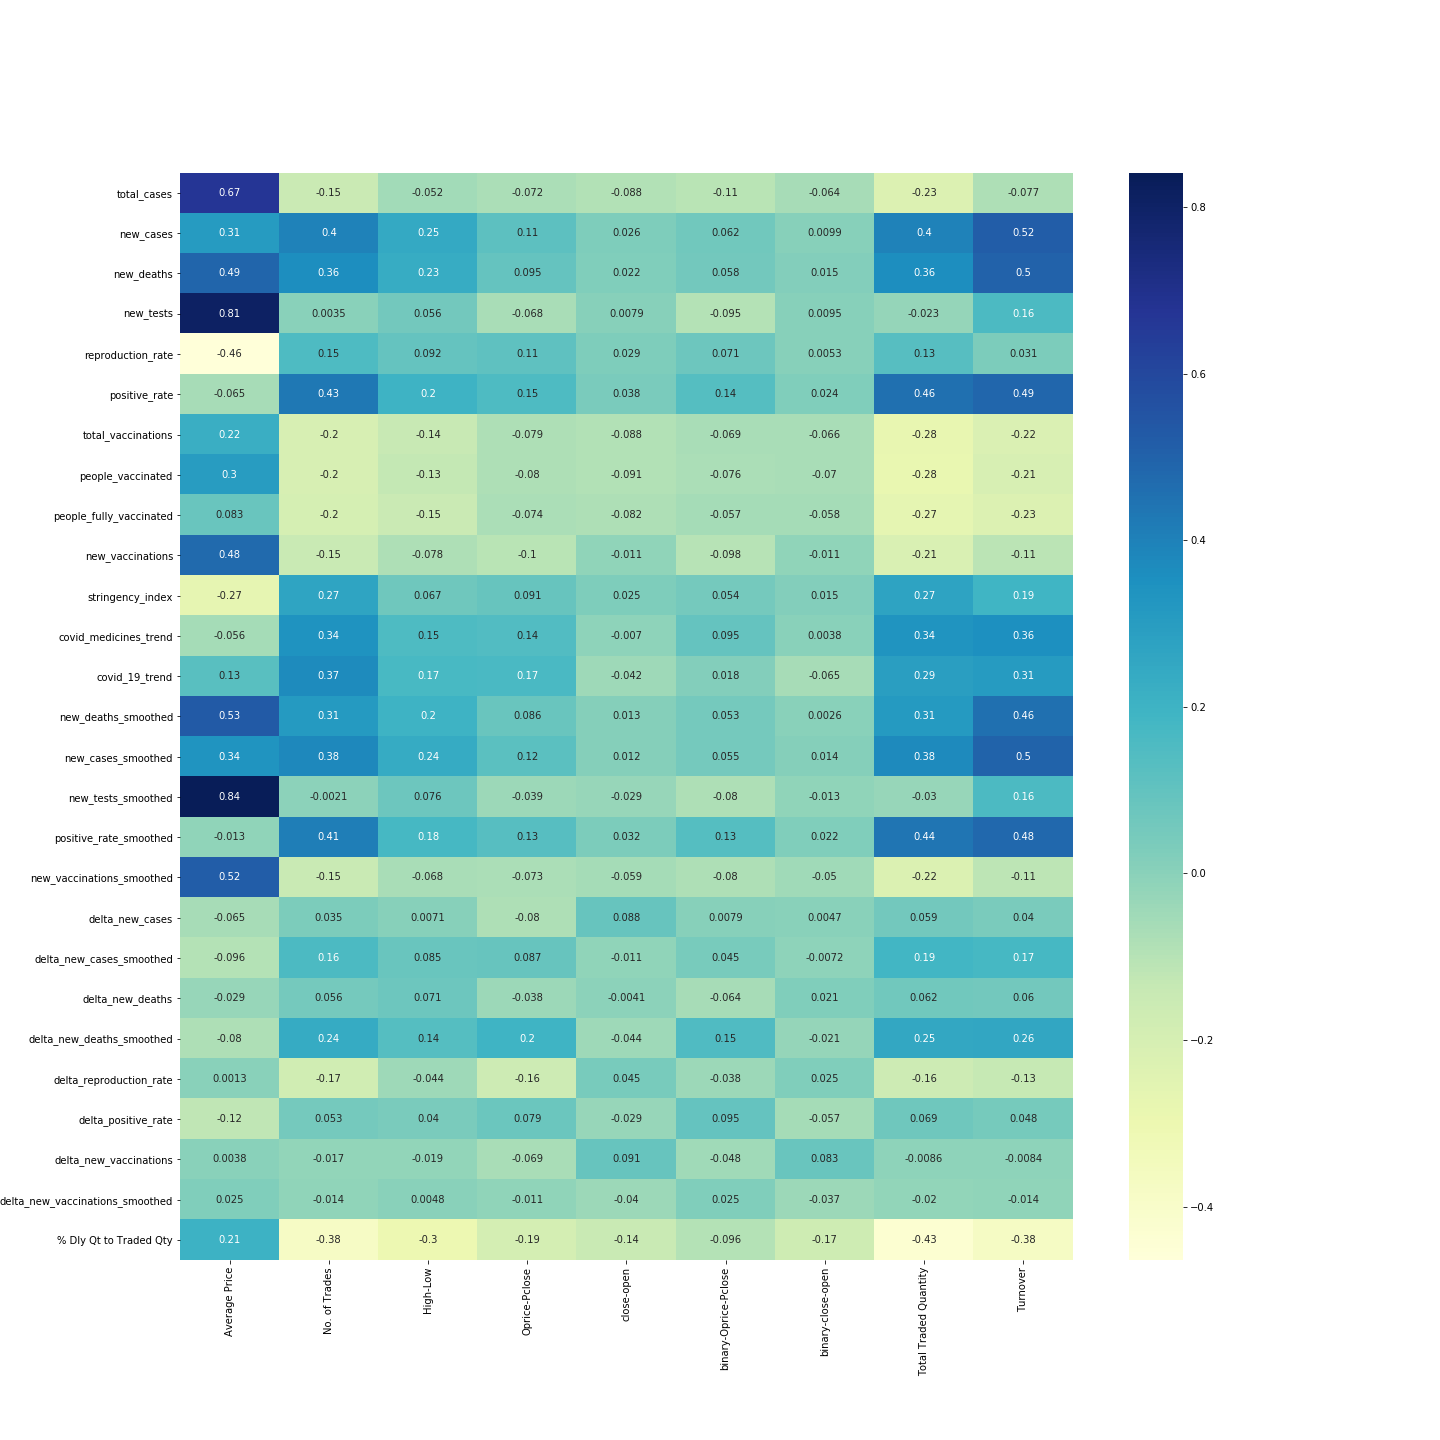 total_cases 0.67 -0.15 -0.052 -0.072 -0.088 -0.11 -0.064 -0.23 -0.077
0.8
new_cases 0.31 0.4 0.25 0.11 0.026 0.062 0.0099 0.4 0.52
new_deaths 0.49 0.36 0.23 0.095 0.022 0.058 0.015 0.36 0.5
new_tests 0.81 0.0035 0.056 -0.068 0.0079 -0.095 0.0095 -0.023 0.16
reproduction_rate -0.46 0.15 0.092 0.11 0.029 0.071 0.0053 0.13 0.031
0.6
positive_rate -0.065 0.43 0.2 0.15 0.038 0.14 0.024 0.46 0.49
total_vaccinations 0.22 -0.2 -0.14 -0.079 -0.088 -0.069 -0.066 -0.28 -0.22
people_vaccinated 0.3 -0.2 -0.13 -0.08 -0.091 -0.076 -0.07 -0.28 -0.21
people_fully_vaccinated 0.083 -0.2 -0.15 -0.074 -0.082 -0.057 -0.058 -0.27 -0.23
0.4
new_vaccinations 0.48 -0.15 -0.078 -0.1 -0.011 -0.098 -0.011 -0.21 -0.11
stringency_index -0.27 0.27 0.067 0.091 0.025 0.054 0.015 0.27 0.19
covid_medicines_trend -0.056 0.34 0.15 0.14 -0.007 0.095 0.0038 0.34 0.36
covid_19_trend 0.13 0.37 0.17 0.17 -0.042 0.018 -0.065 0.29 0.31
0.2
new_deaths_smoothed 0.53 0.31 0.2 0.086 0.013 0.053 0.0026 0.31 0.46
new_cases_smoothed 0.34 0.38 0.24 0.12 0.012 0.055 0.014 0.38 0.5
new_tests_smoothed 0.84 -0.0021 0.076 -0.039 -0.029 -0.08 -0.013 -0.03 0.16
positive_rate_smoothed -0.013 0.41 0.18 0.13 0.032 0.13 0.022 0.44 0.48
0.0
new_vaccinations_smoothed 0.52 -0.15 -0.068 -0.073 -0.059 -0.08 -0.05 -0.22 -0.11
delta_new_cases -0.065 0.035 0.0071 -0.08 0.088 0.0079 0.0047 0.059 0.04
delta_new_cases_smoothed -0.096 0.16 0.085 0.087 -0.011 0.045 -0.0072 0.19 0.17
delta_new_deaths -0.029 0.056 0.071 -0.038 -0.0041 -0.064 0.021 0.062 0.06
delta_new_deaths_smoothed -0.08 0.24 0.14 0.2 -0.044 0.15 -0.021 0.25 0.26
−0.2
delta_reproduction_rate 0.0013 -0.17 -0.044 -0.16 0.045 -0.038 0.025 -0.16 -0.13
delta_positive_rate -0.12 0.053 0.04 0.079 -0.029 0.095 -0.057 0.069 0.048
delta_new_vaccinations 0.0038 -0.017 -0.019 -0.069 0.091 -0.048 0.083 -0.0086 -0.0084
delta_new_vaccinations_smoothed 0.025 -0.014 0.0048 -0.011 -0.04 0.025 -0.037 -0.02 -0.014
−0.4
% Dly Qt to Traded Qty 0.21 -0.38 -0.3 -0.19 -0.14 -0.096 -0.17 -0.43 -0.38
Average Price
No. of Trades
High-Low
Oprice-Pclose
close-open
binary-Oprice-Pclose
binary-close-open
Total Traded Quantity
Turnover